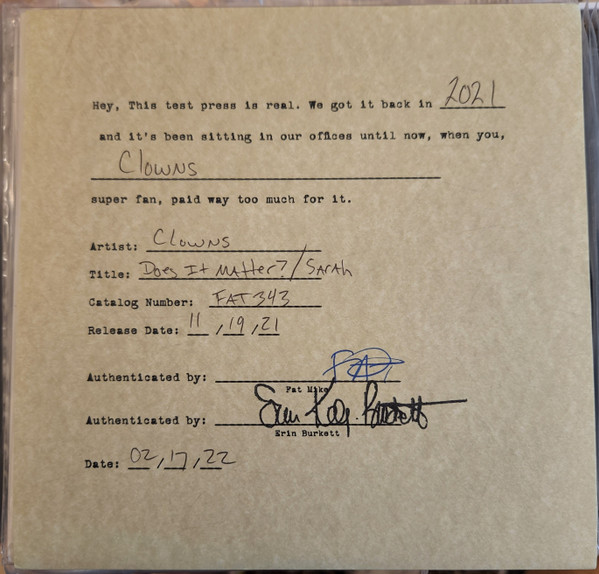 Hey, This test press is real. We got it back in 2021
and it's been sitting in our offices until now, when you,
Clowns
super fan, paid way too much for it.
Artist: Clowns
Title: Does It Matter?/Sarah
Catalog Number: FAT343
Release Date: 11,19,21
Authenticated by:
Fat Mike
Authenticated by:
Erin Burkett
Date: 02,17,22